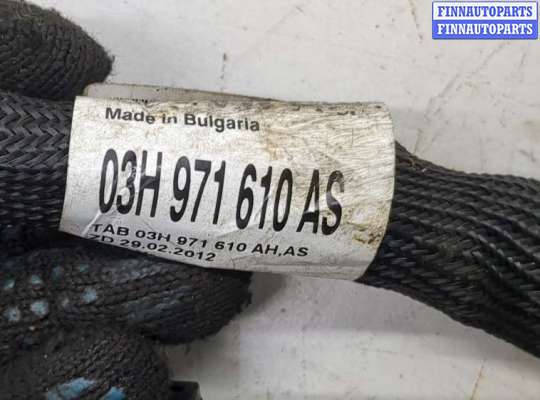 FINNAUTOPARTS
FINNAUTOPARTS
Made in Bulgaria
03H 971 610 AS
TAB 03H 971 610 AH,AS
ZD 29.02.2012